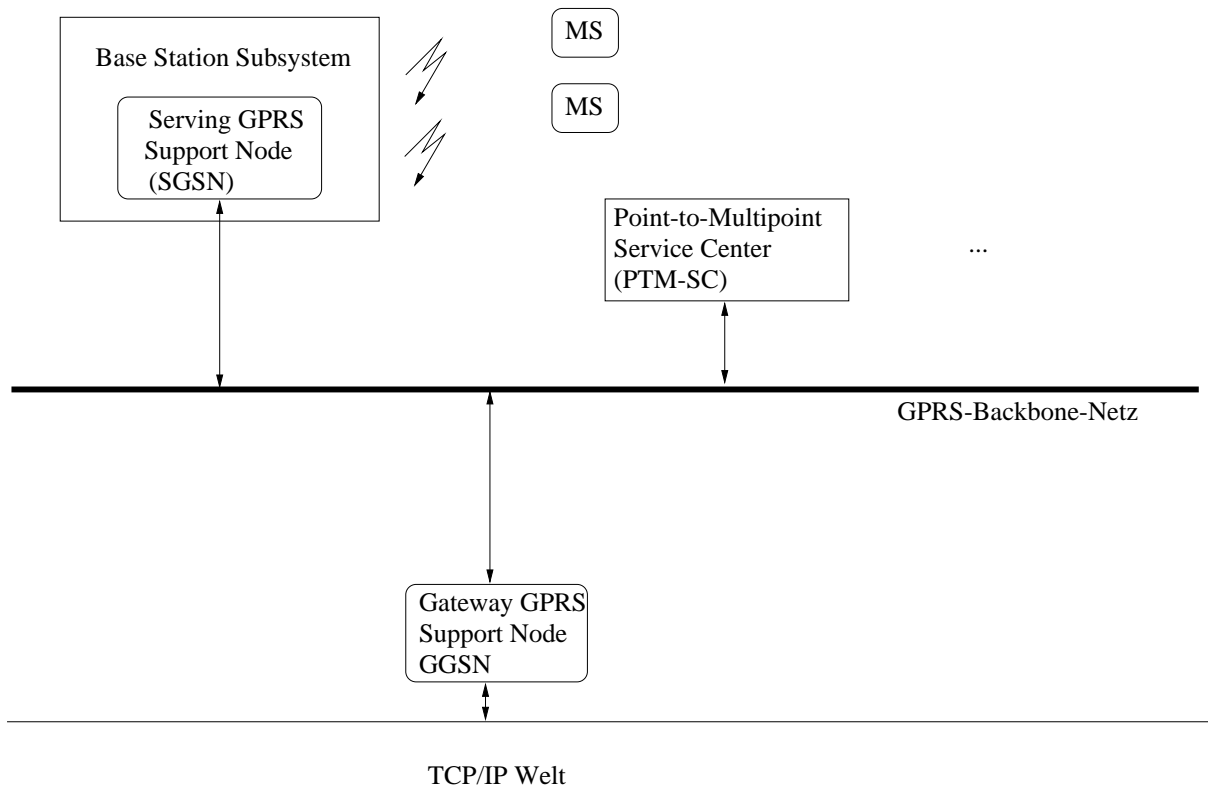 MS
Base Station Subsystem
MS
Serving GPRS
Support Node
(SGSN)
Point-to-Multipoint
Service Center
(PTM-SC)
...
GPRS-Backbone-Netz
Gateway GPRS
Support Node
GGSN
TCP/IP Welt